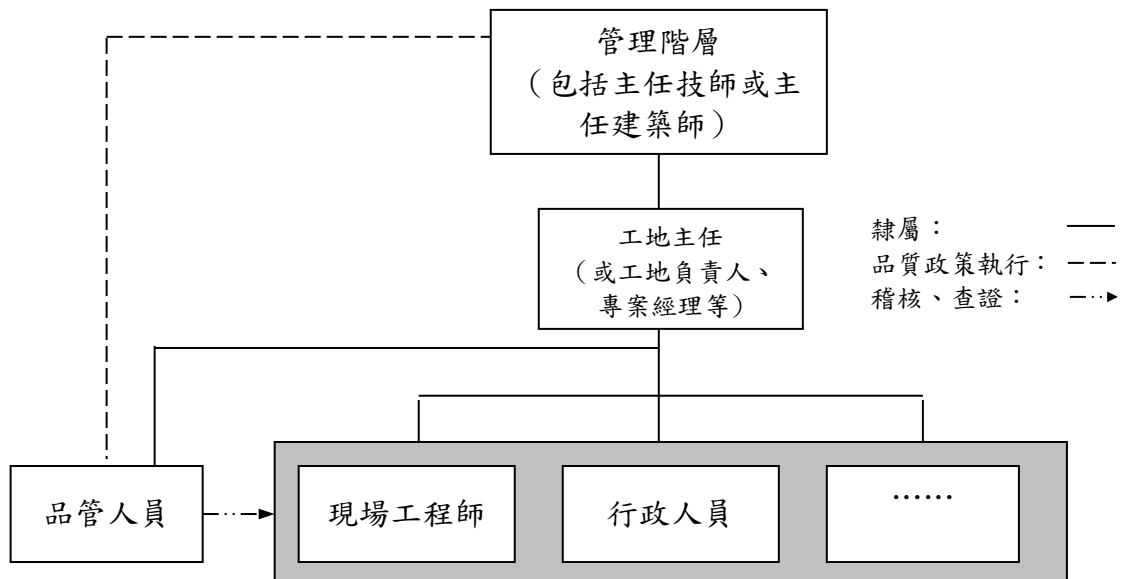 管理階層
（包括主任技師或主
任建築師）
工地主任
（或工地負責人、
專案經理等）
隸屬：
品質政策執行：
稽核、查證：
品管人員
現場工程師
行政人員
……